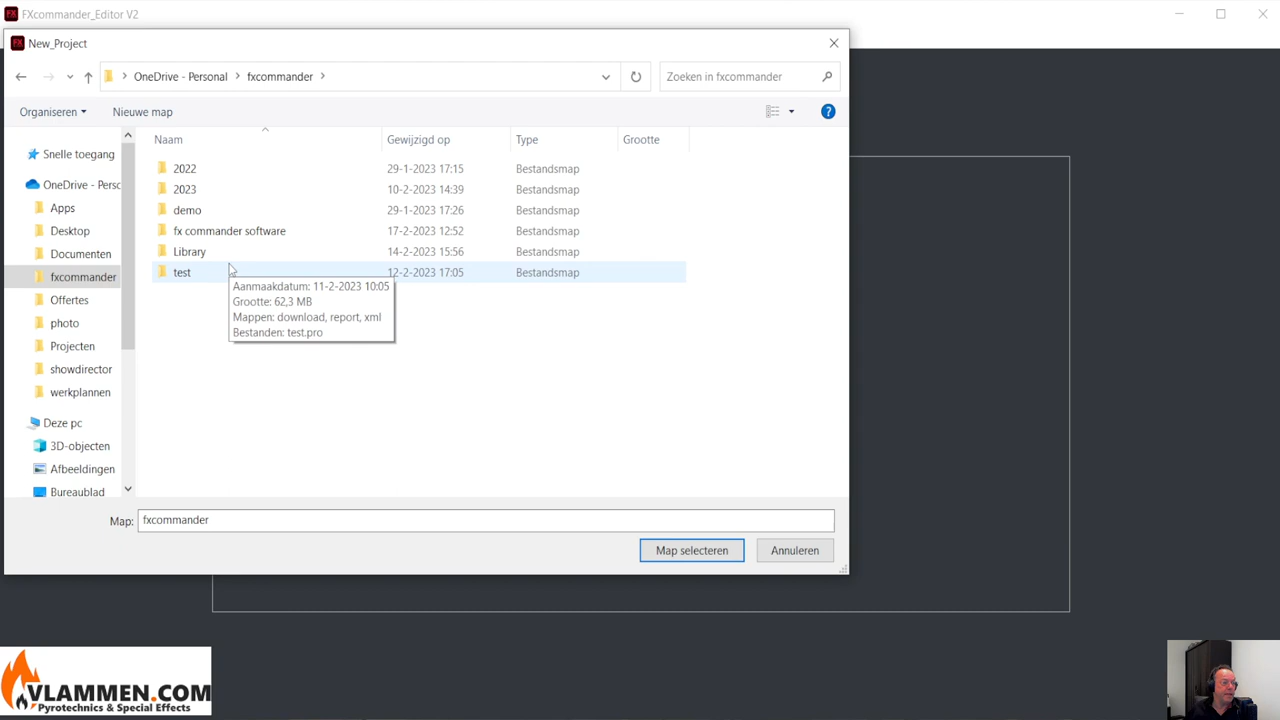 FX FXcommander_Editor V2
FX New_Project
OneDrive - Personal fxcommander
Zoeken in fxcommander
Organiseren Nieuwe map
?
Naam Gewijzigd op Type Grootte
2022 29-1-2023 17:15 Bestandsmap
2023 10-2-2023 14:39 Bestandsmap
demo 29-1-2023 17:26 Bestandsmap
fx commander software 17-2-2023 12:52 Bestandsmap
Library 14-2-2023 15:56 Bestandsmap
test 12-2-2023 17:05 Bestandsmap
Aanmaakdatum: 11-2-2023 10:05
Grootte: 62,3 MB
Mappen: download, report, xml
Bestanden: test.pro
Snelle toegang
OneDrive - Perso
Apps
Desktop
Documenten
fxcommander
Offertes
photo
Projecten
showdirector
werkplannen
Deze pc
3D-objecten
Afbeeldingen
Bureaublad
Map: fxcommander
Map selecteren Annuleren
VLAMMEN.COM
Pyrotechnics & Special Effects